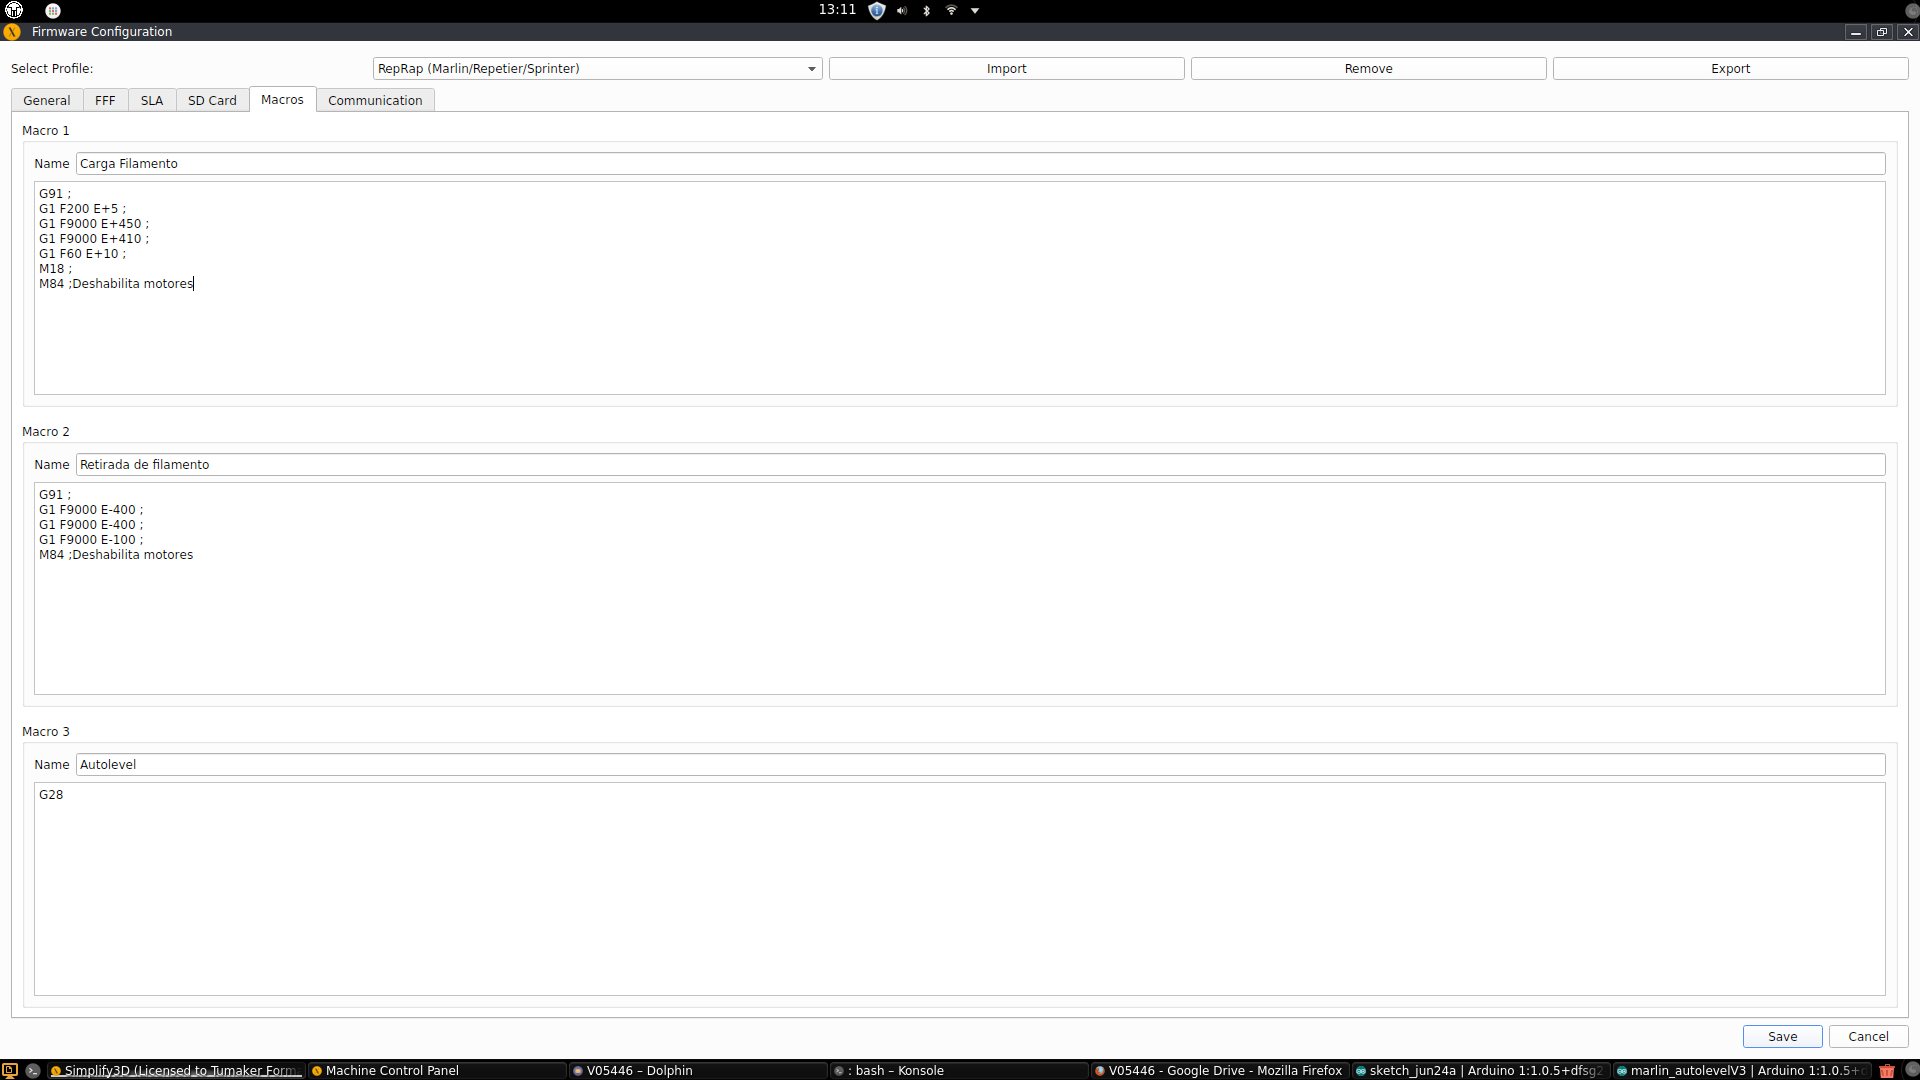 13:11
Firmware Configuration
Select Profile:
RepRap (Marlin/Repetier/Sprinter)
Import
Remove
Export
General
FFF
SLA
SD Card
Macros
Communication
Macro 1
Name
Carga Filamento
G91 ;
G1 F200 E+5 ;
G1 F9000 E+450 ;
G1 F9000 E+410 ;
G1 F60 E+10 ;
M18 ;
M84 ;Deshabilita motores
Macro 2
Name
Retirada de filamento
G91 ;
G1 F9000 E-400 ;
G1 F9000 E-400 ;
G1 F9000 E-100 ;
M84 ;Deshabilita motores
Macro 3
Name
Autolevel
G28
Save
Cancel
Simplify3D (Licensed to Tumaker Form
Machine Control Panel
V05446 – Dolphin
: bash – Konsole
V05446 - Google Drive - Mozilla Firefox
sketch_jun24a | Arduino 1:1.0.5+dfsg2
marlin_autolevelV3 | Arduino 1:1.0.5+